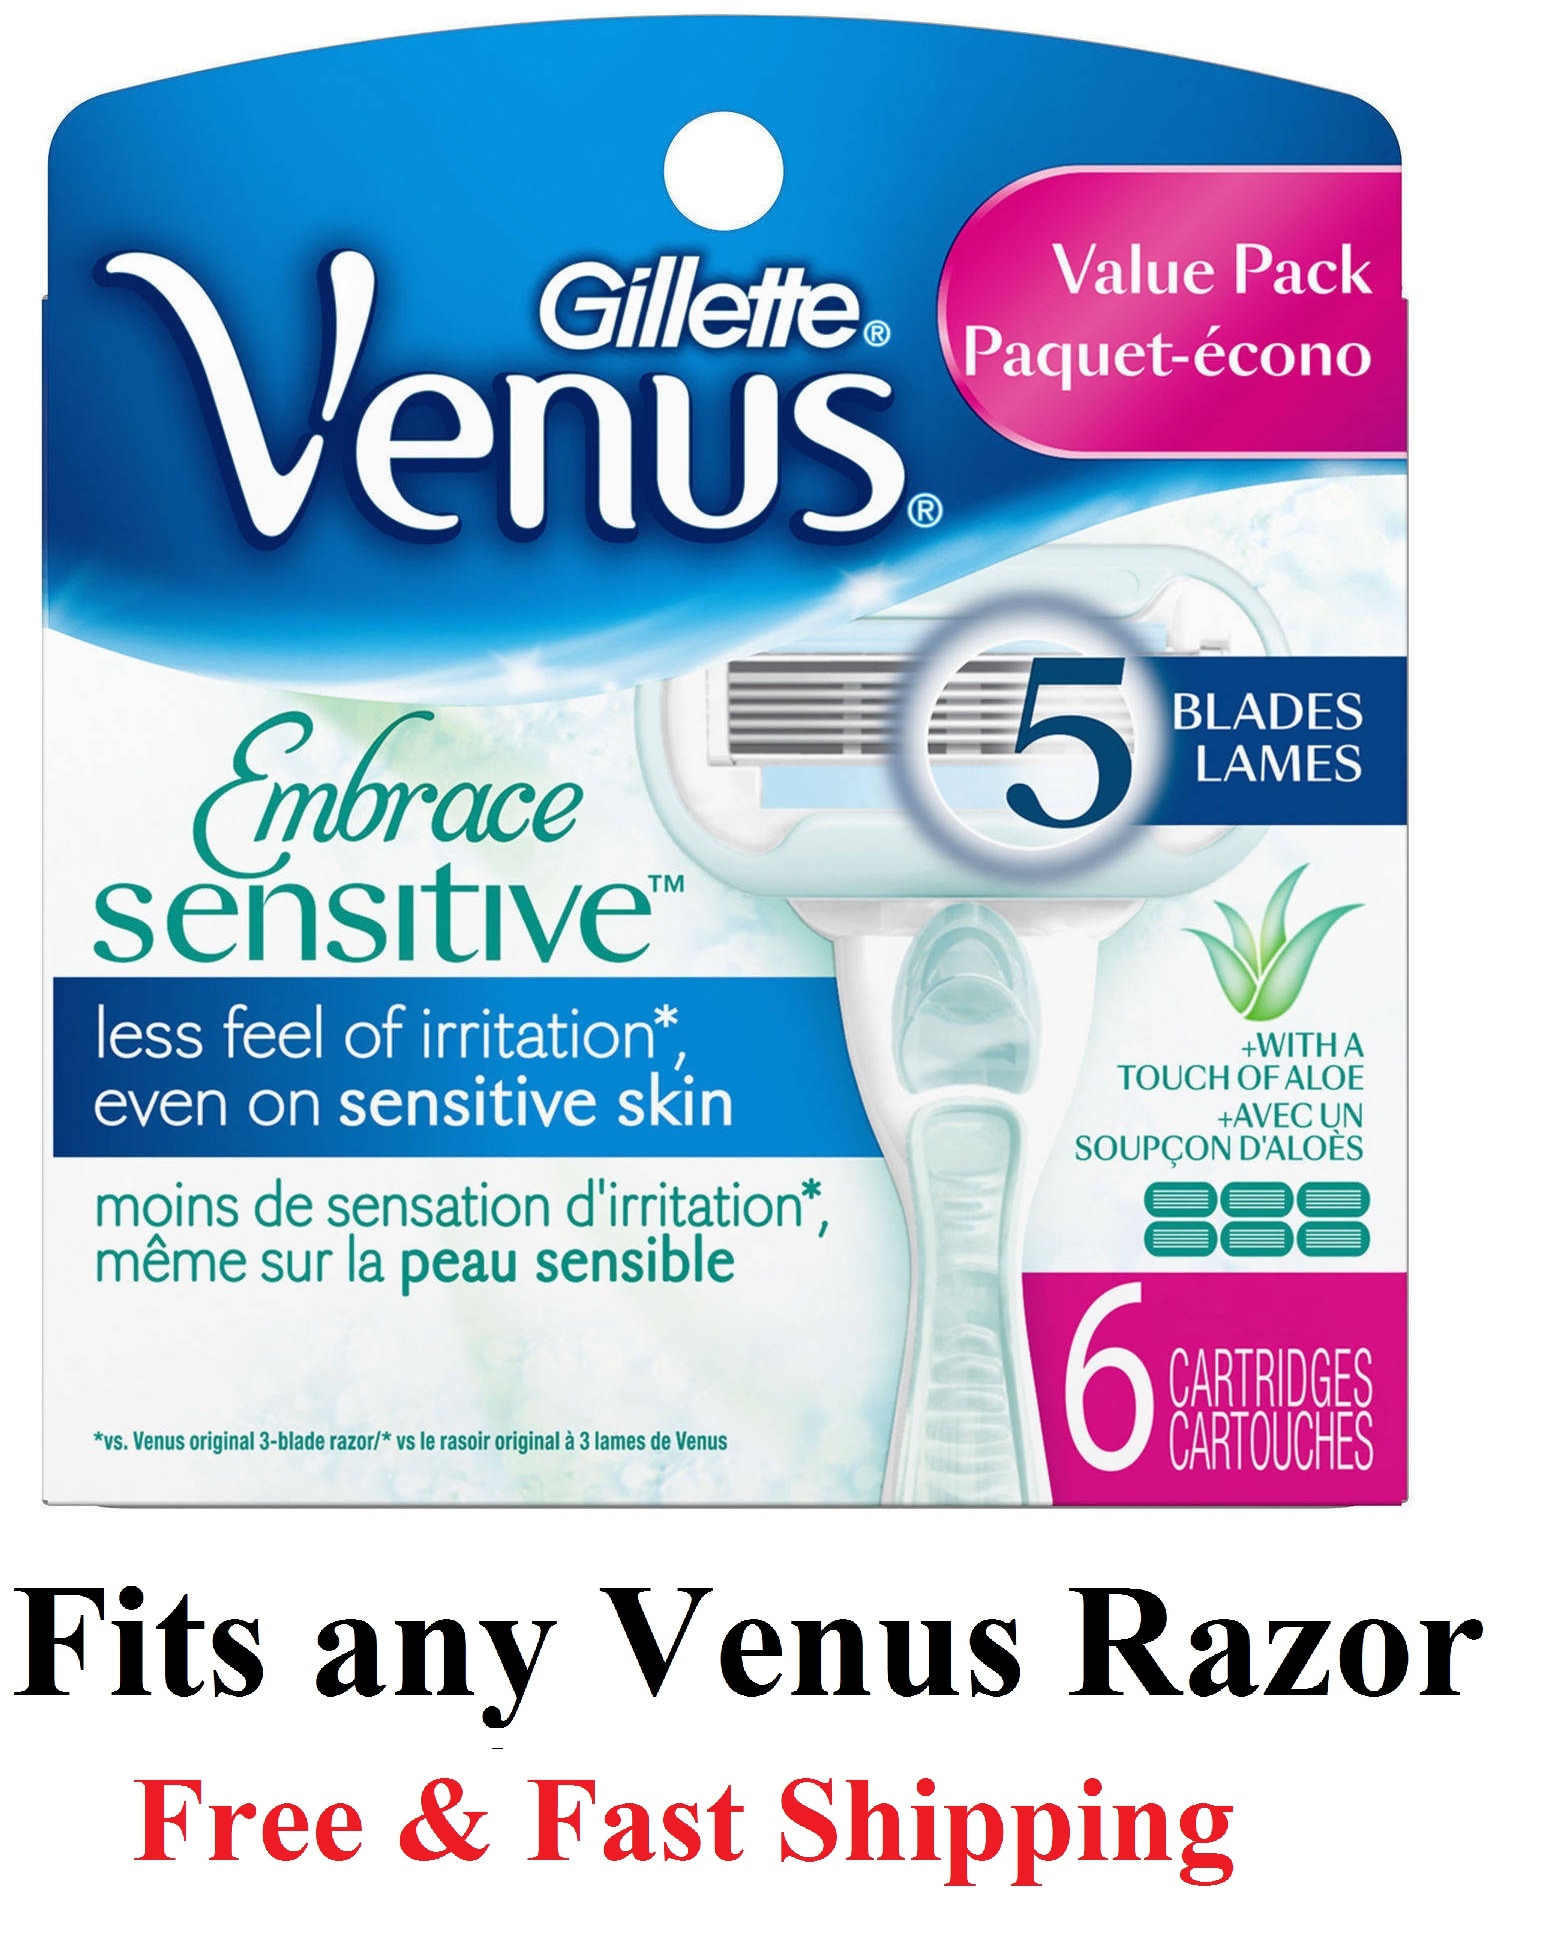 Gillette®
Venus®
Value Pack
Paquet-écono
5
BLADES
LAMES
Embrace
sensitive™
less feel of irritation*,
even on sensitive skin
moins de sensation d'irritation*,
même sur la peau sensible
+WITH A
TOUCH OF ALOE
+AVEC UN
SOUPÇON D'ALOÈS
6
CARTRIDGES
CARTOUCHES
*vs. Venus original 3-blade razor/* vs le rasoir original à 3 lames de Venus
Fits any Venus Razor
Free & Fast Shipping